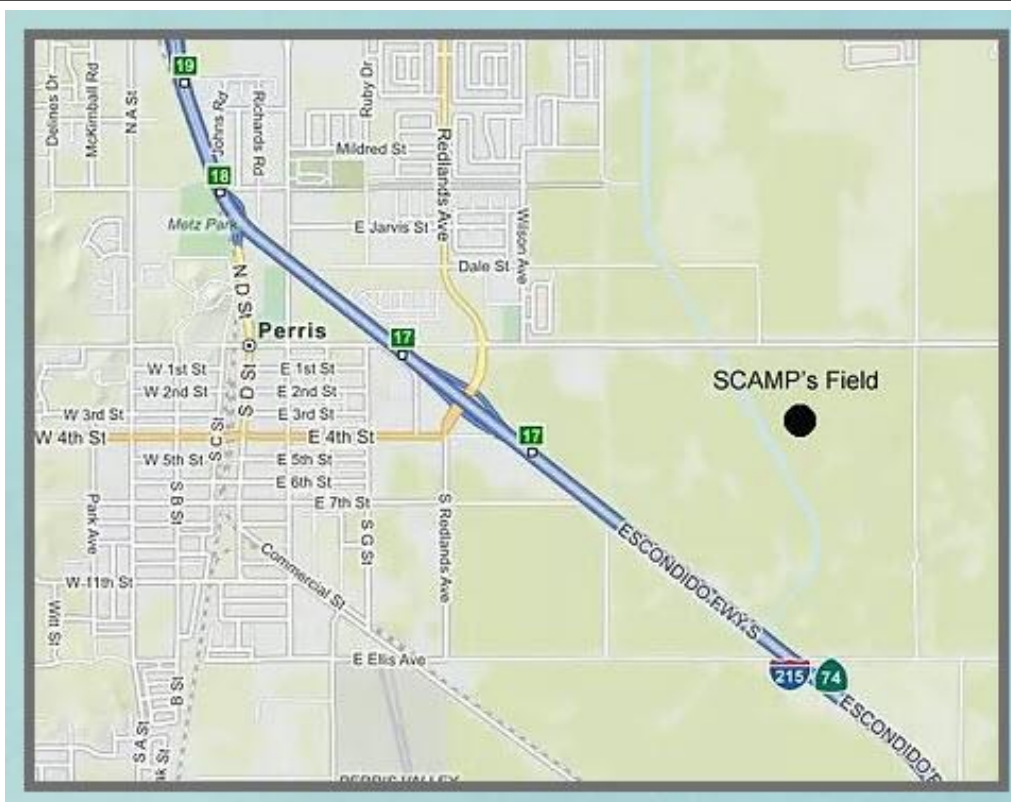 19
Delines Dr
McKimball Rd
N A St
Johns Rd
Richards Rd
Ruby Dr
Redlands Ave
Mildred St
18
Metz Park
E Jarvis St
Wilson Ave
Dale St
N D St
Perris
17
W 1st St
E 1st St
SCAMP's Field
W 2nd St
E 2nd St
S D St
W 3rd St
E 3rd St
W 4th St
S C St
E 4th St
17
W 5th St
E 5th St
E 6th St
S B St
E 7th St
Park Ave
S G St
S Redlands Ave
ESCONDIDO FWY S
Commercial St
W 11th St
Witt St
E Ellis Ave
215
74
B St
S A St
ESCONDIDO F
PERRIS VALLEY